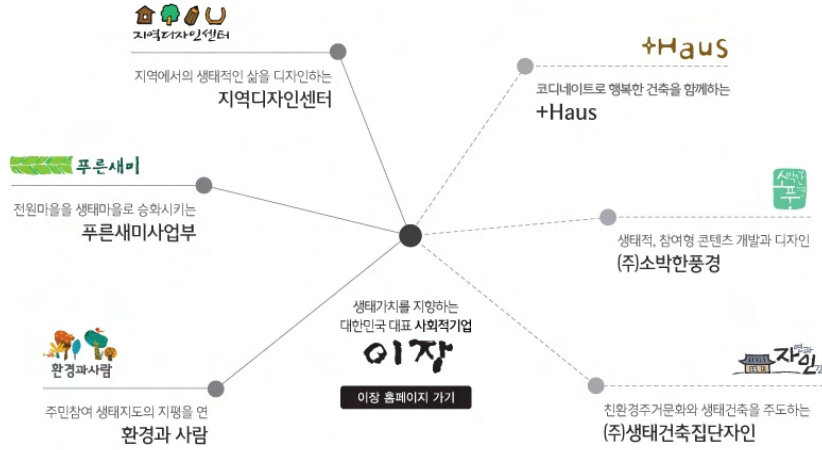 지역디자인센터
지역에서의 생태적인 삶을 디자인하는
지역디자인센터
+Haus
코디네이트로 행복한 건축을 함께하는
+Haus
푸른새미
전원마을을 생태마을로 승화시키는
푸른새미사업부
소박한풍경
생태적, 참여형 콘텐츠 개발과 디자인
(주)소박한풍경
생태가치를 지향하는
대한민국 대표 사회적기업
이장
이장 홈페이지 가기
환경과사람
주민참여 생태지도의 지평을 연
환경과 사람
자인
친환경주거문화와 생태건축을 주도하는
(주)생태건축집단자인